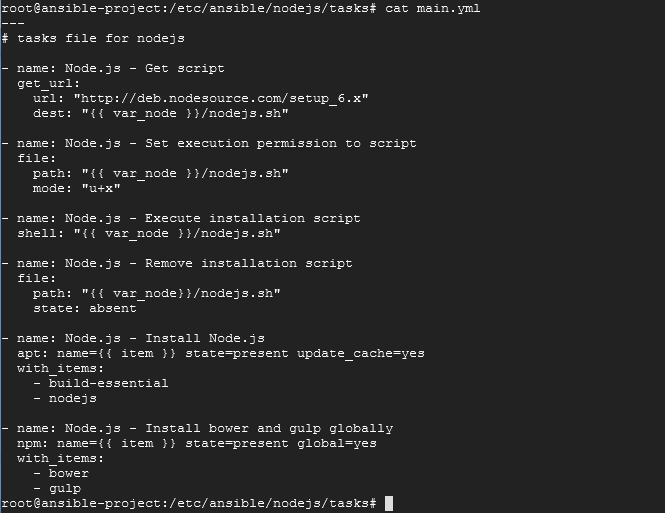 root@ansible-project:/etc/ansible/nodejs/tasks# cat main.yml
---
# tasks file for nodejs

- name: Node.js - Get script
  get_url:
    url: "http://deb.nodesource.com/setup_6.x"
    dest: "{{ var_node }}/nodejs.sh"

- name: Node.js - Set execution permission to script
  file:
    path: "{{ var_node }}/nodejs.sh"
    mode: "u+x"

- name: Node.js - Execute installation script
  shell: "{{ var_node }}/nodejs.sh"

- name: Node.js - Remove installation script
  file:
    path: "{{ var_node}}/nodejs.sh"
    state: absent

- name: Node.js - Install Node.js
  apt: name={{ item }} state=present update_cache=yes
  with_items:
    - build-essential
    - nodejs

- name: Node.js - Install bower and gulp globally
  npm: name={{ item }} state=present global=yes
  with_items:
    - bower
    - gulp
root@ansible-project:/etc/ansible/nodejs/tasks#